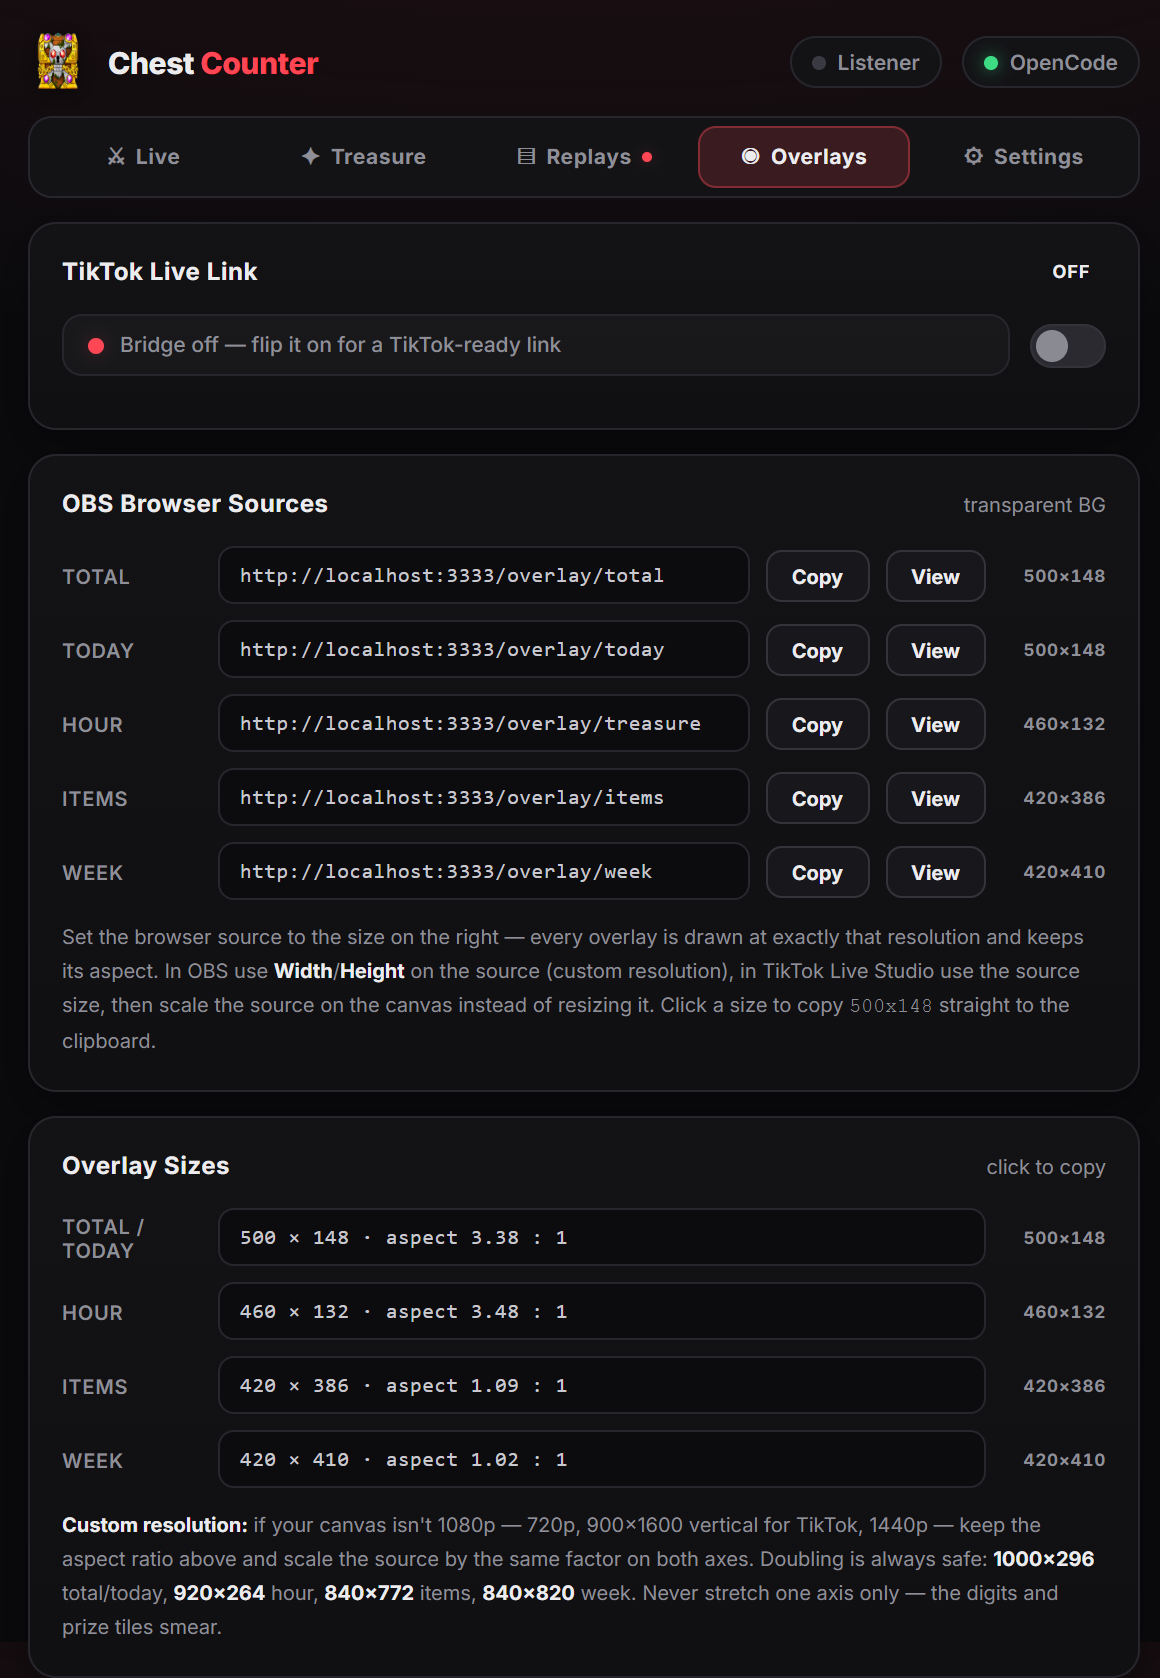 Chest Counter
Listener
OpenCode
Live
Treasure
Replays
Overlays
Settings
TikTok Live Link
OFF
Bridge off — flip it on for a TikTok-ready link
OBS Browser Sources
transparent BG
TOTAL http://localhost:3333/overlay/total Copy View 500×148
TODAY http://localhost:3333/overlay/today Copy View 500×148
HOUR http://localhost:3333/overlay/treasure Copy View 460×132
ITEMS http://localhost:3333/overlay/items Copy View 420×386
WEEK http://localhost:3333/overlay/week Copy View 420×410
Set the browser source to the size on the right — every overlay is drawn at exactly that resolution and keeps
its aspect. In OBS use Width/Height on the source (custom resolution), in TikTok Live Studio use the source
size, then scale the source on the canvas instead of resizing it. Click a size to copy 500x148 straight to the
clipboard.
Overlay Sizes
click to copy
TOTAL /
TODAY
500 × 148 · aspect 3.38 : 1
500×148
HOUR 460 × 132 · aspect 3.48 : 1 460×132
ITEMS 420 × 386 · aspect 1.09 : 1 420×386
WEEK 420 × 410 · aspect 1.02 : 1 420×410
Custom resolution: if your canvas isn't 1080p — 720p, 900×1600 vertical for TikTok, 1440p — keep the
aspect ratio above and scale the source by the same factor on both axes. Doubling is always safe: 1000×296
total/today, 920×264 hour, 840×772 items, 840×820 week. Never stretch one axis only — the digits and
prize tiles smear.